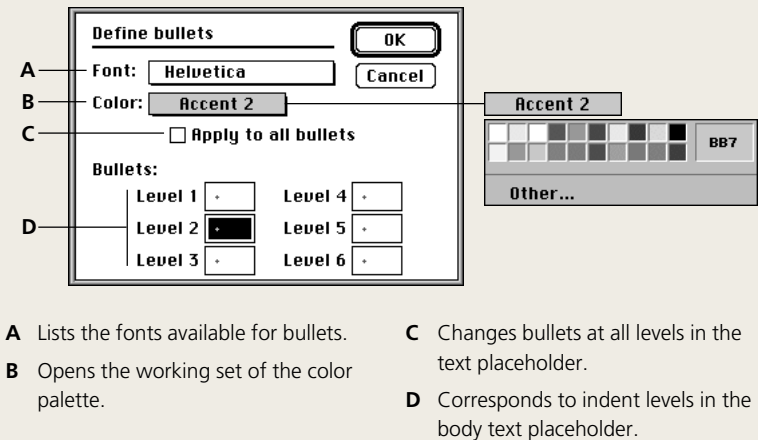 Define bullets
OK
A Font: Helvetica
Cancel
B Color: Accent 2
Accent 2
C Apply to all bullets
BB7
Other...
Bullets:
Level 1 Level 4
D Level 2 Level 5
Level 3 Level 6
A Lists the fonts available for bullets.
B Opens the working set of the color
palette.
C Changes bullets at all levels in the
text placeholder.
D Corresponds to indent levels in the
body text placeholder.